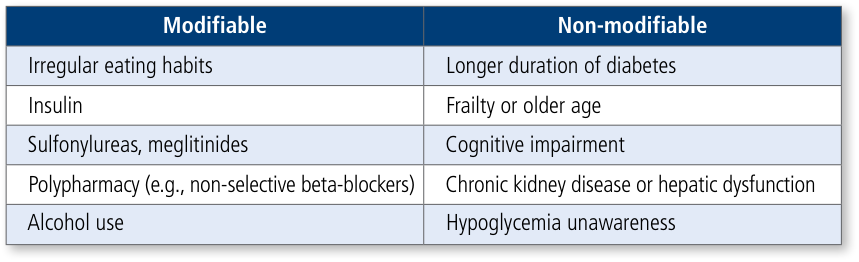 Modifiable Non-modifiable
Irregular eating habits Longer duration of diabetes
Insulin Frailty or older age
Sulfonylureas, meglitinides Cognitive impairment
Polypharmacy (e.g., non-selective beta-blockers) Chronic kidney disease or hepatic dysfunction
Alcohol use Hypoglycemia unawareness